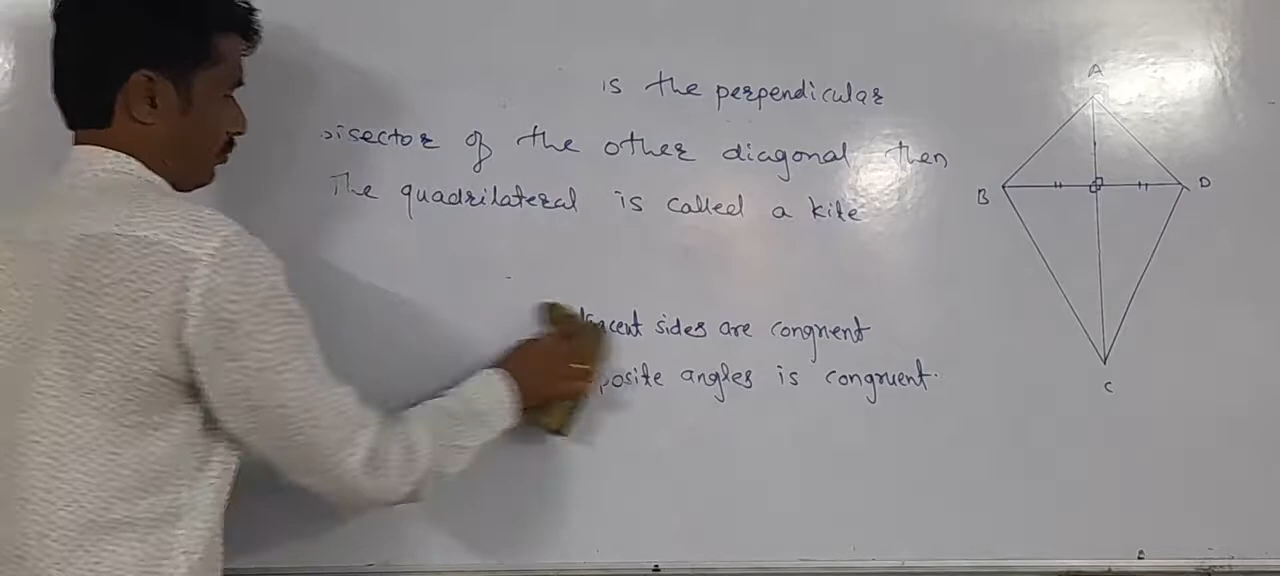 is the perpendicular
of the other diagonal then
The quadrilateral is called a kite
sides are congruent
angles is congruent.
A
B
D
C